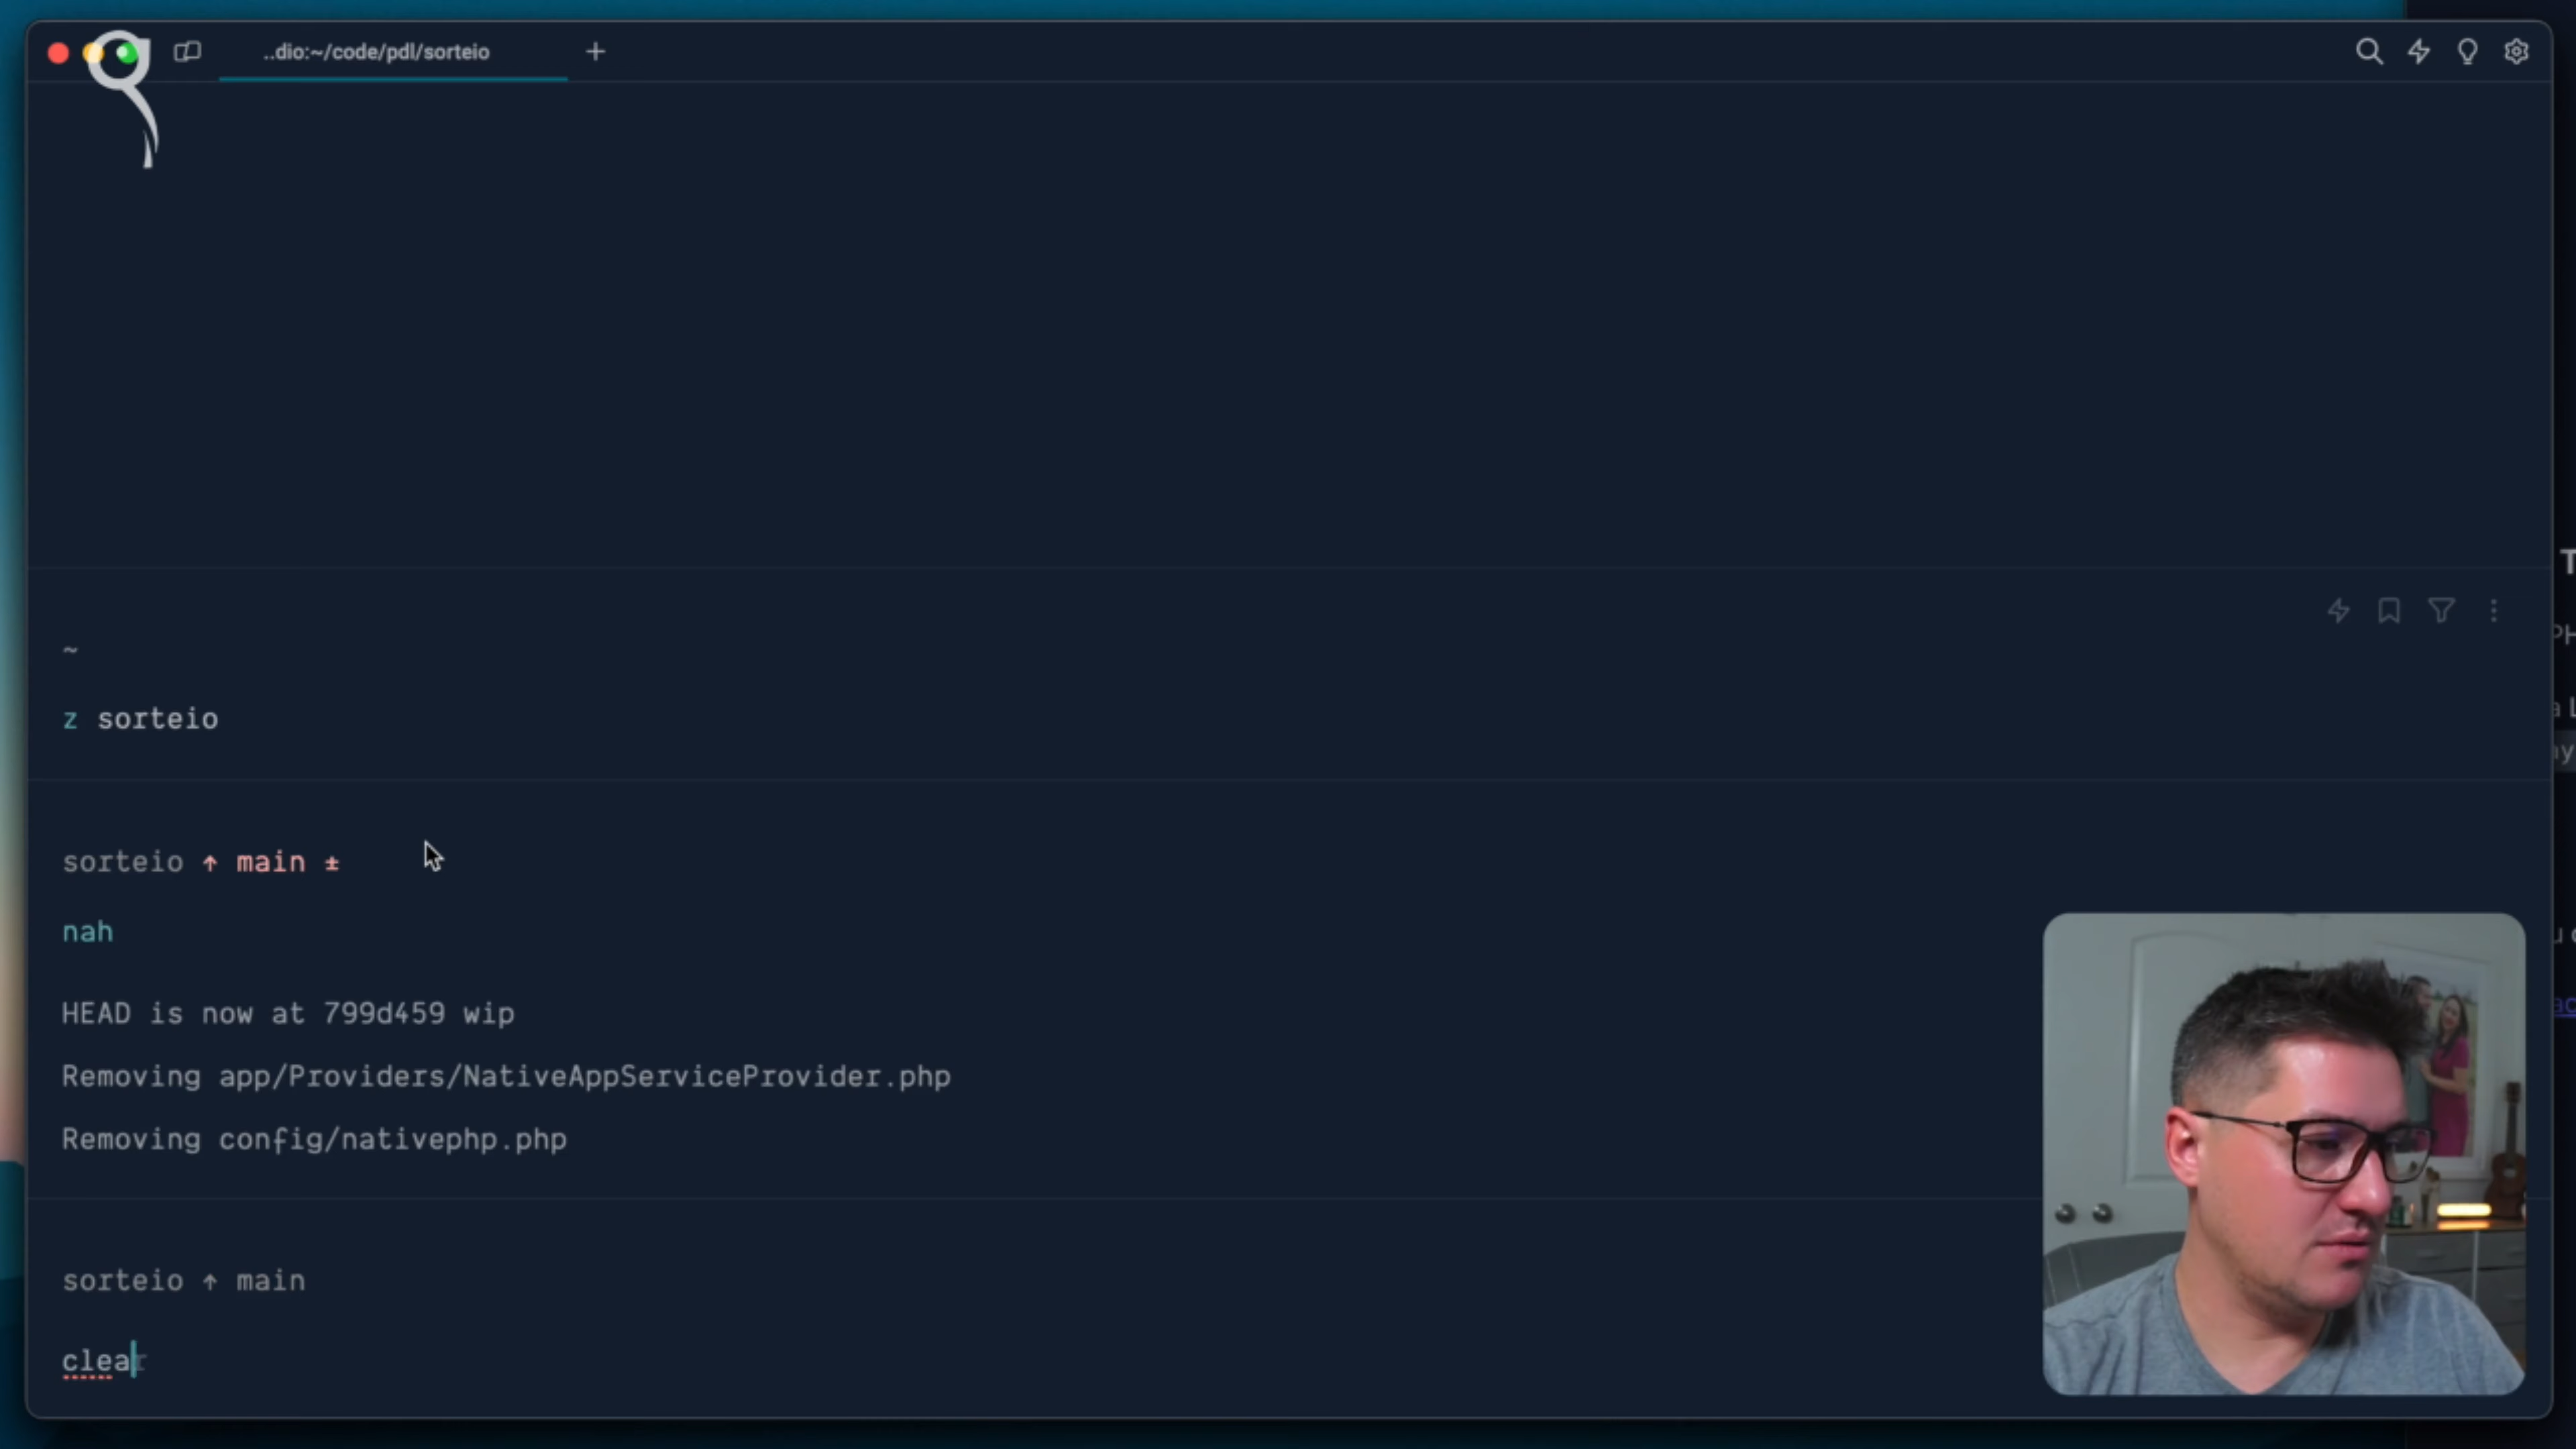 ..dio:~/code/pdl/sorteio
~
z sorteio
sorteio ↑ main ±
nah
HEAD is now at 799d459 wip
Removing app/Providers/NativeAppServiceProvider.php
Removing config/nativephp.php
sorteio ↑ main
clear